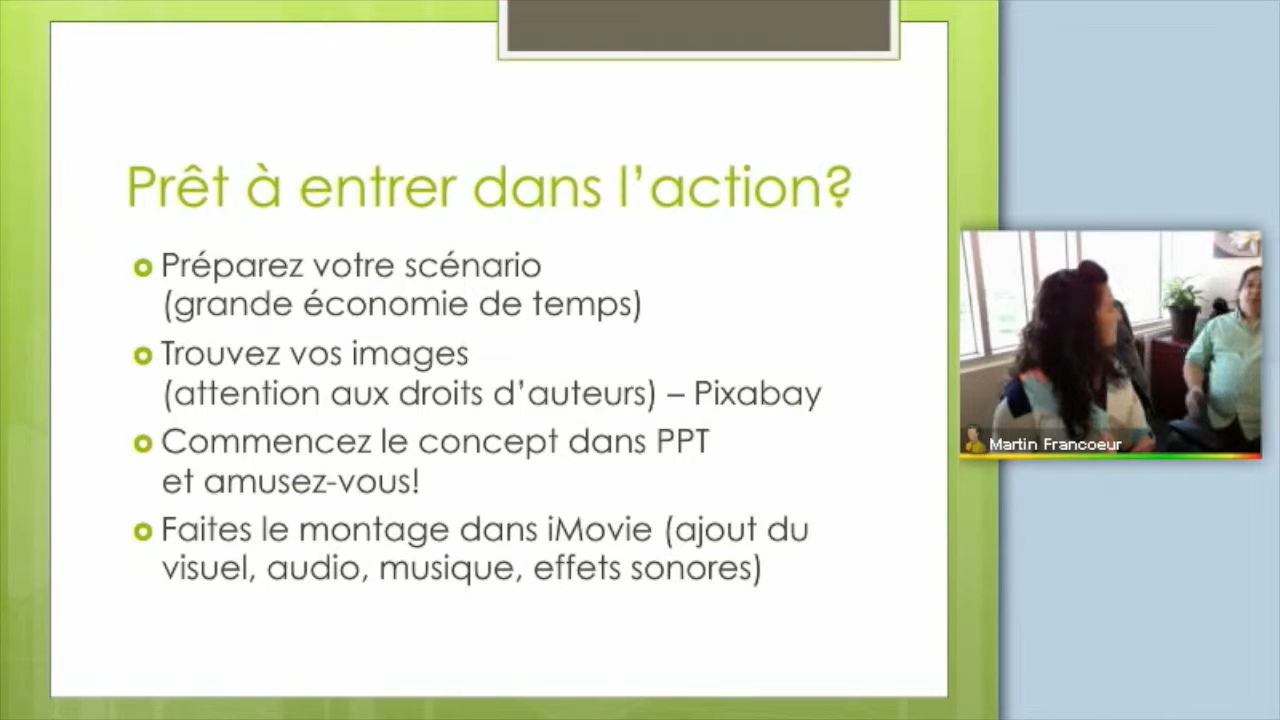 Prêt à entrer dans l’action?
Préparez votre scénario
(grande économie de temps)
Trouvez vos images
(attention aux droits d’auteurs) – Pixabay
Commencez le concept dans PPT
et amusez-vous!
Faites le montage dans iMovie (ajout du
visuel, audio, musique, effets sonores)
Martin Francoeur